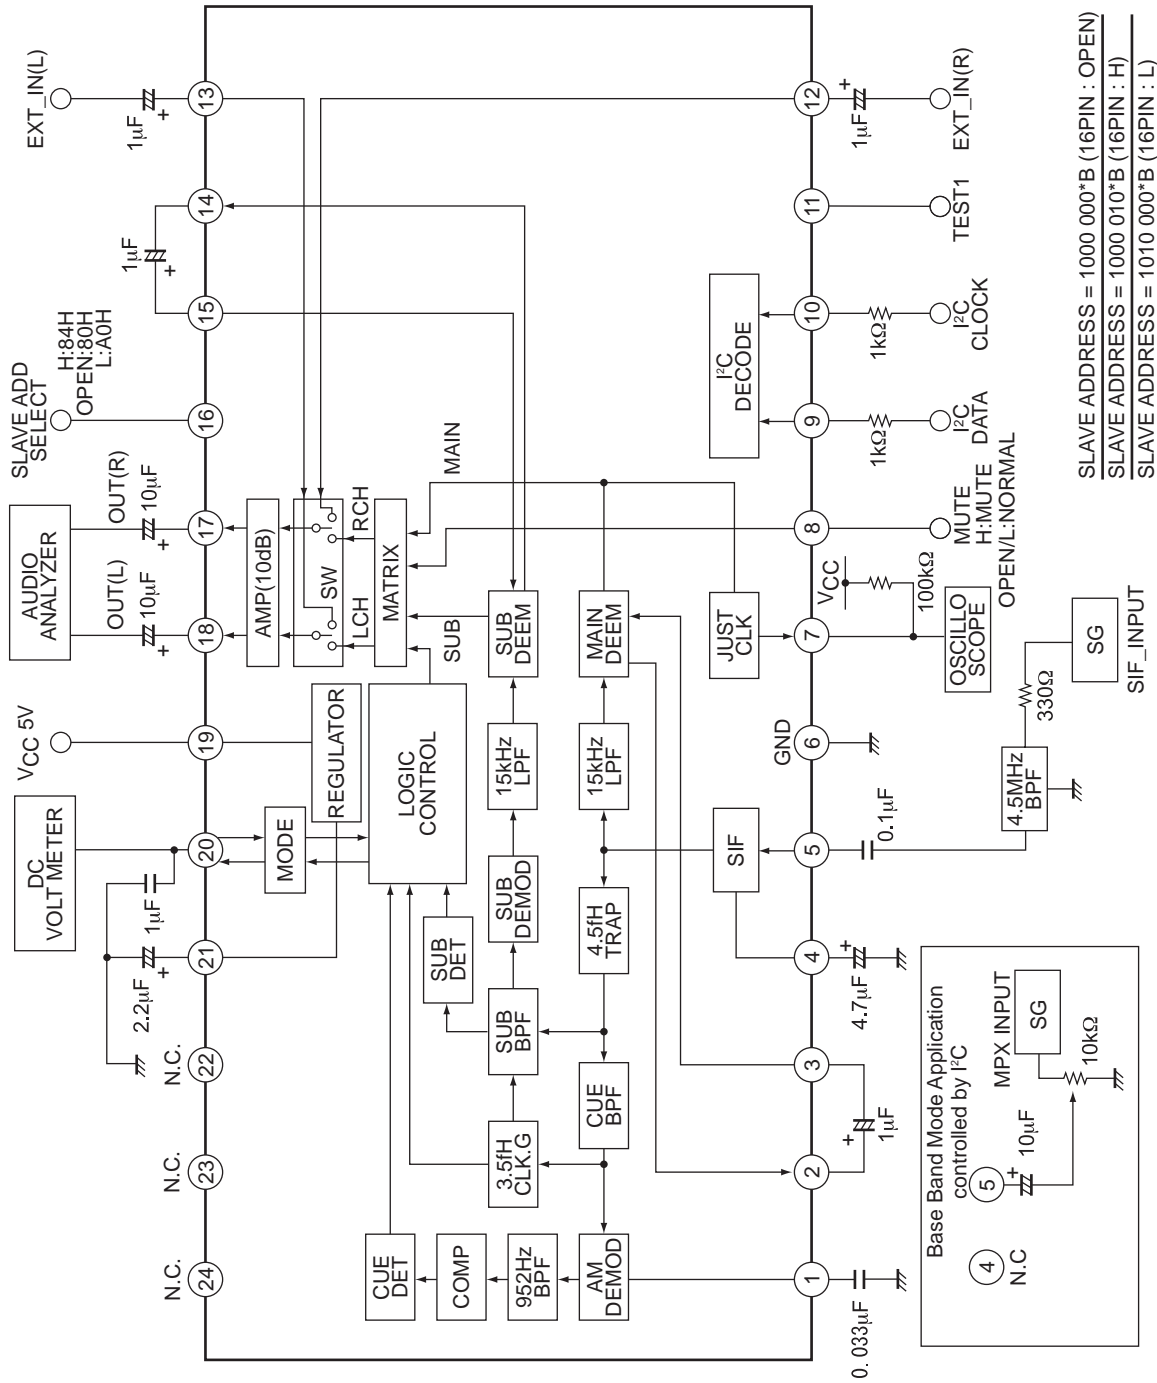 N.C.
N.C.
N.C.
2.2µF
1µF
DC
VOLT METER
VCC 5V
AUDIO
ANALYZER
OUT(L)
10µF
OUT(R)
10µF
SLAVE ADD
SELECT
H:84H
OPEN:80H
L:A0H
1µF
EXT_IN(L)
1µF
24
23
22
21
20
19
18
17
16
15
14
13
MODE
REGULATOR
AMP(10dB)
SW
LCH
RCH
MATRIX
SUB
MAIN
CUE
DET
LOGIC
CONTROL
COMP
SUB
DET
952Hz
BPF
3.5fH
CLK.G
SUB
BPF
SUB
DEMOD
15kHz
LPF
SUB
DEEM
AM
DEMOD
CUE
BPF
4.5fH
TRAP
15kHz
LPF
MAIN
DEEM
SIF
JUST
CLK
I²C
DECODE
1
2
3
4
5
6
7
8
9
10
11
12
0.033µF
1µF
4.7µF
0.1µF
GND
VCC
100kΩ
OSCILLO
SCOPE
MUTE
H:MUTE
OPEN/L:NORMAL
1kΩ
I²C
DATA
1kΩ
I²C
CLOCK
TEST1
1µF
EXT_IN(R)
4.5MHz
BPF
330Ω
SG
SIF_INPUT
Base Band Mode Application
controlled by I²C
4
N.C
5
10µF
MPX INPUT
SG
10kΩ
SLAVE ADDRESS = 1000 000*B (16PIN : OPEN)
SLAVE ADDRESS = 1000 010*B (16PIN : H)
SLAVE ADDRESS = 1010 000*B (16PIN : L)